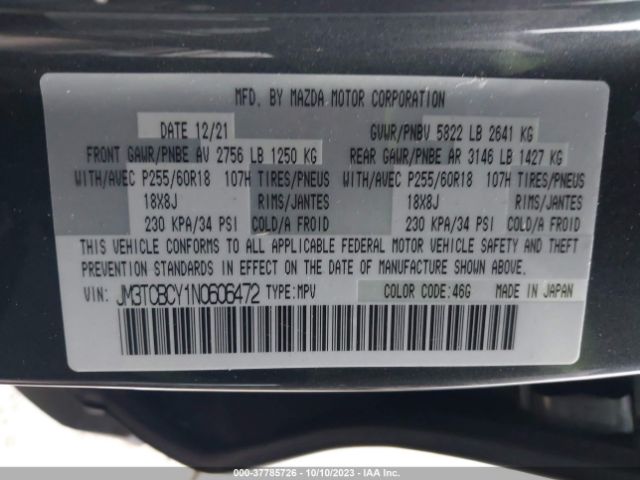 MFD. BY MAZDA MOTOR CORPORATION
DATE 12/21 GVWR/PNBV 5822 LB 2641 KG
FRONT GAWR/PNBE AV 2756 LB 1250 KG REAR GAWR/PNBE AR 3146 LB 1427 KG
WITH/AVEC P255/60R18 107H TIRES/PNEUS WITH/AVEC P255/60R18 107H TIRES/PNEUS
18X8J RIMS/JANTES 18X8J RIMS/JANTES
230 KPA/34 PSI COLD/A FROID 230 KPA/34 PSI COLD/A FROID
THIS VEHICLE CONFORMS TO ALL APPLICABLE FEDERAL MOTOR VEHICLE SAFETY AND THEFT
PREVENTION STANDARDS IN EFFECT ON THE DATE OF MANUFACTURE SHOWN ABOVE.
VIN: JM3TCBCY1N0606472 TYPE:MPV COLOR CODE:46G MADE IN JAPAN
© 37785726 - 10/10/2023 - IAAI.COM